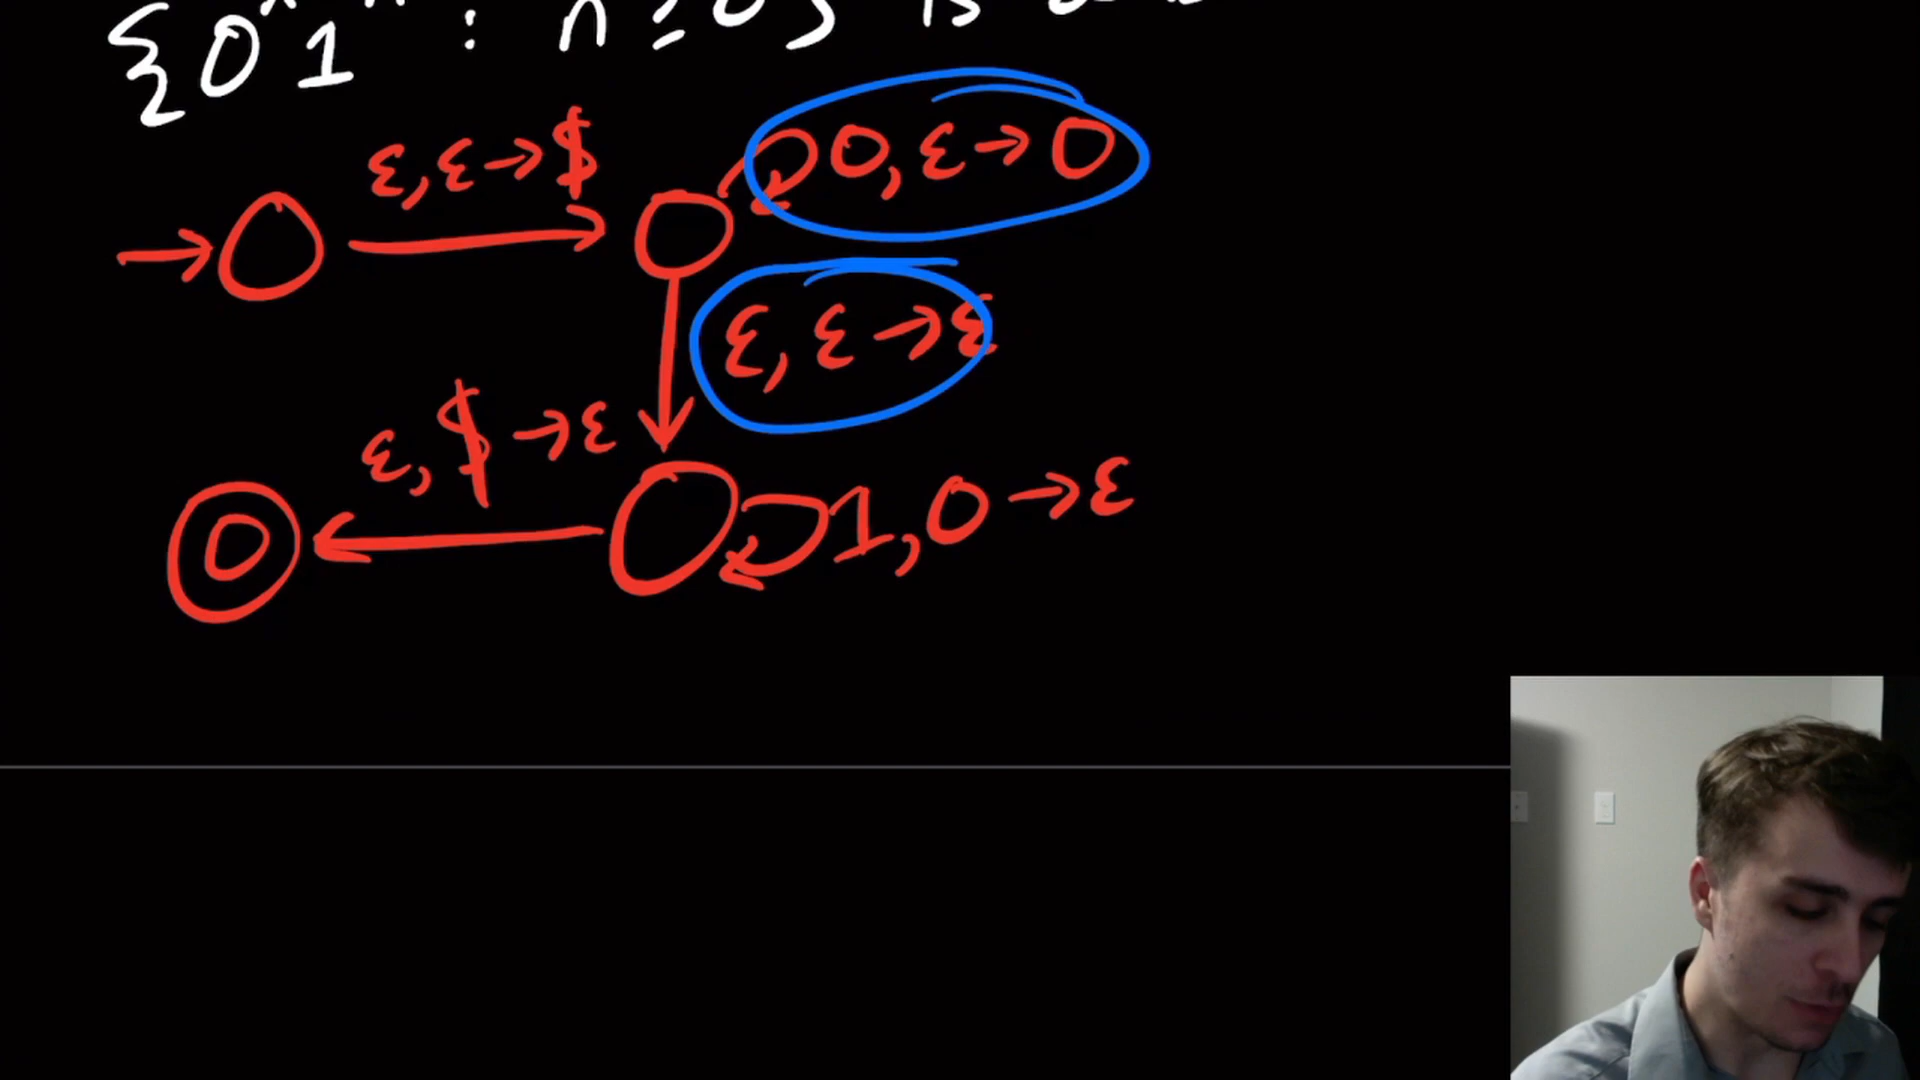 {0ⁿ1ⁿ : n≥0} is a
ε,ε→$
0,ε→0
ε,ε→ε
ε,$→ε
1,0→ε